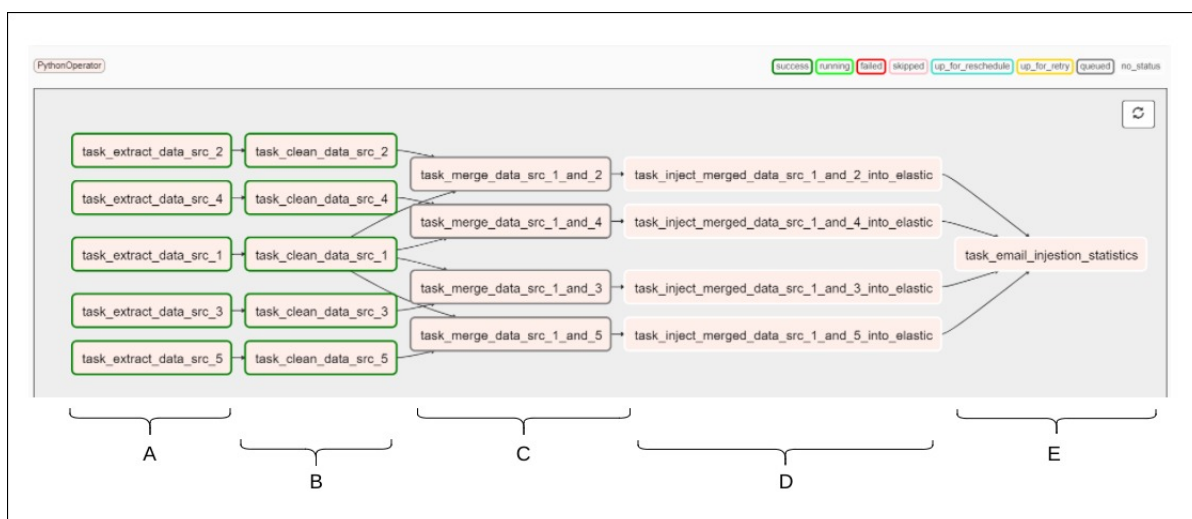 PythonOperator
success running failed skipped up_for_reschedule up_for_retry queued no_status
task_extract_data_src_2 task_clean_data_src_2
task_merge_data_src_1_and_2 task_inject_merged_data_src_1_and_2_into_elastic
task_extract_data_src_4 task_clean_data_src_4
task_merge_data_src_1_and_4 task_inject_merged_data_src_1_and_4_into_elastic
task_extract_data_src_1 task_clean_data_src_1 task_email_injestion_statistics
task_merge_data_src_1_and_3 task_inject_merged_data_src_1_and_3_into_elastic
task_extract_data_src_3 task_clean_data_src_3
task_merge_data_src_1_and_5 task_inject_merged_data_src_1_and_5_into_elastic
task_extract_data_src_5 task_clean_data_src_5
A C E
B D